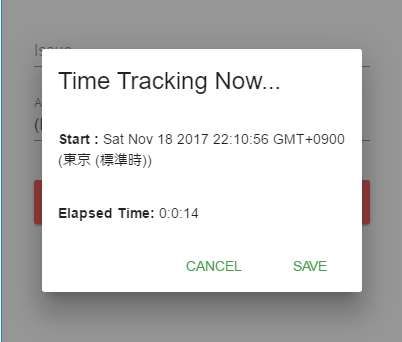 Issue
Time Tracking Now...
A
(
Start : Sat Nov 18 2017 22:10:56 GMT+0900
(東京 (標準時))
Elapsed Time: 0:0:14
CANCEL SAVE